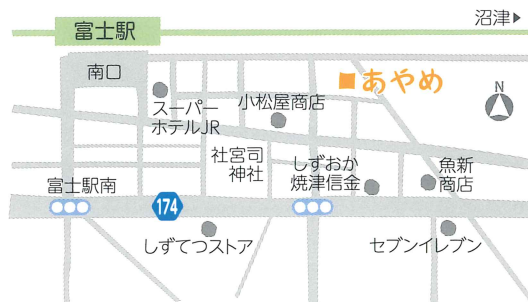 沼津▶
富士駅
南口
あやめ
N
スーパー
ホテルJR
小松屋商店
社宮司
神社
しずおか
焼津信金
魚新
商店
富士駅南
174
しずてつストア
セブンイレブン